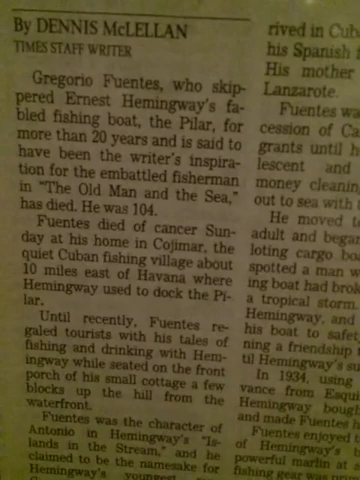 By DENNIS McLELLAN
TIMES STAFF WRITER
Gregorio Fuentes, who skip-
pered Ernest Hemingway's fa-
bled fishing boat, the Pilar, for
more than 20 years and is said to
have been the writer's inspira-
tion for the embattled fisherman
in "The Old Man and the Sea,"
has died. He was 104.
Fuentes died of cancer Sun-
day at his home in Cojimar, the
quiet Cuban fishing village about
10 miles east of Havana where
Hemingway used to dock the Pi-
lar.
Until recently, Fuentes re-
galed tourists with his tales of
fishing and drinking with Hem-
ingway while seated on the front
porch of his small cottage a few
blocks up the hill from the
waterfront.
Fuentes was the character of
Antonio in Hemingway's "Is-
lands in the Stream," and he
claimed to be the namesake for
Hemingway's youngest
rived in Cub
his Spanish f
His mother
Lanzarote.
Fuentes wa
cession of Ca
grants until h
lescent and
money cleanin
out to sea with t
He moved to
adult and began
loting cargo boa
spotted a man w
ing boat had brok
a tropical storm.
Hemingway, and
his boat to safety
ning a friendship t
til Hemingway's su
In 1934, using
vance from Esqui
Hemingway bough
and made Fuentes h
Fuentes enjoyed t
of Hemingway's b
powerful marlin at
fishing gear was